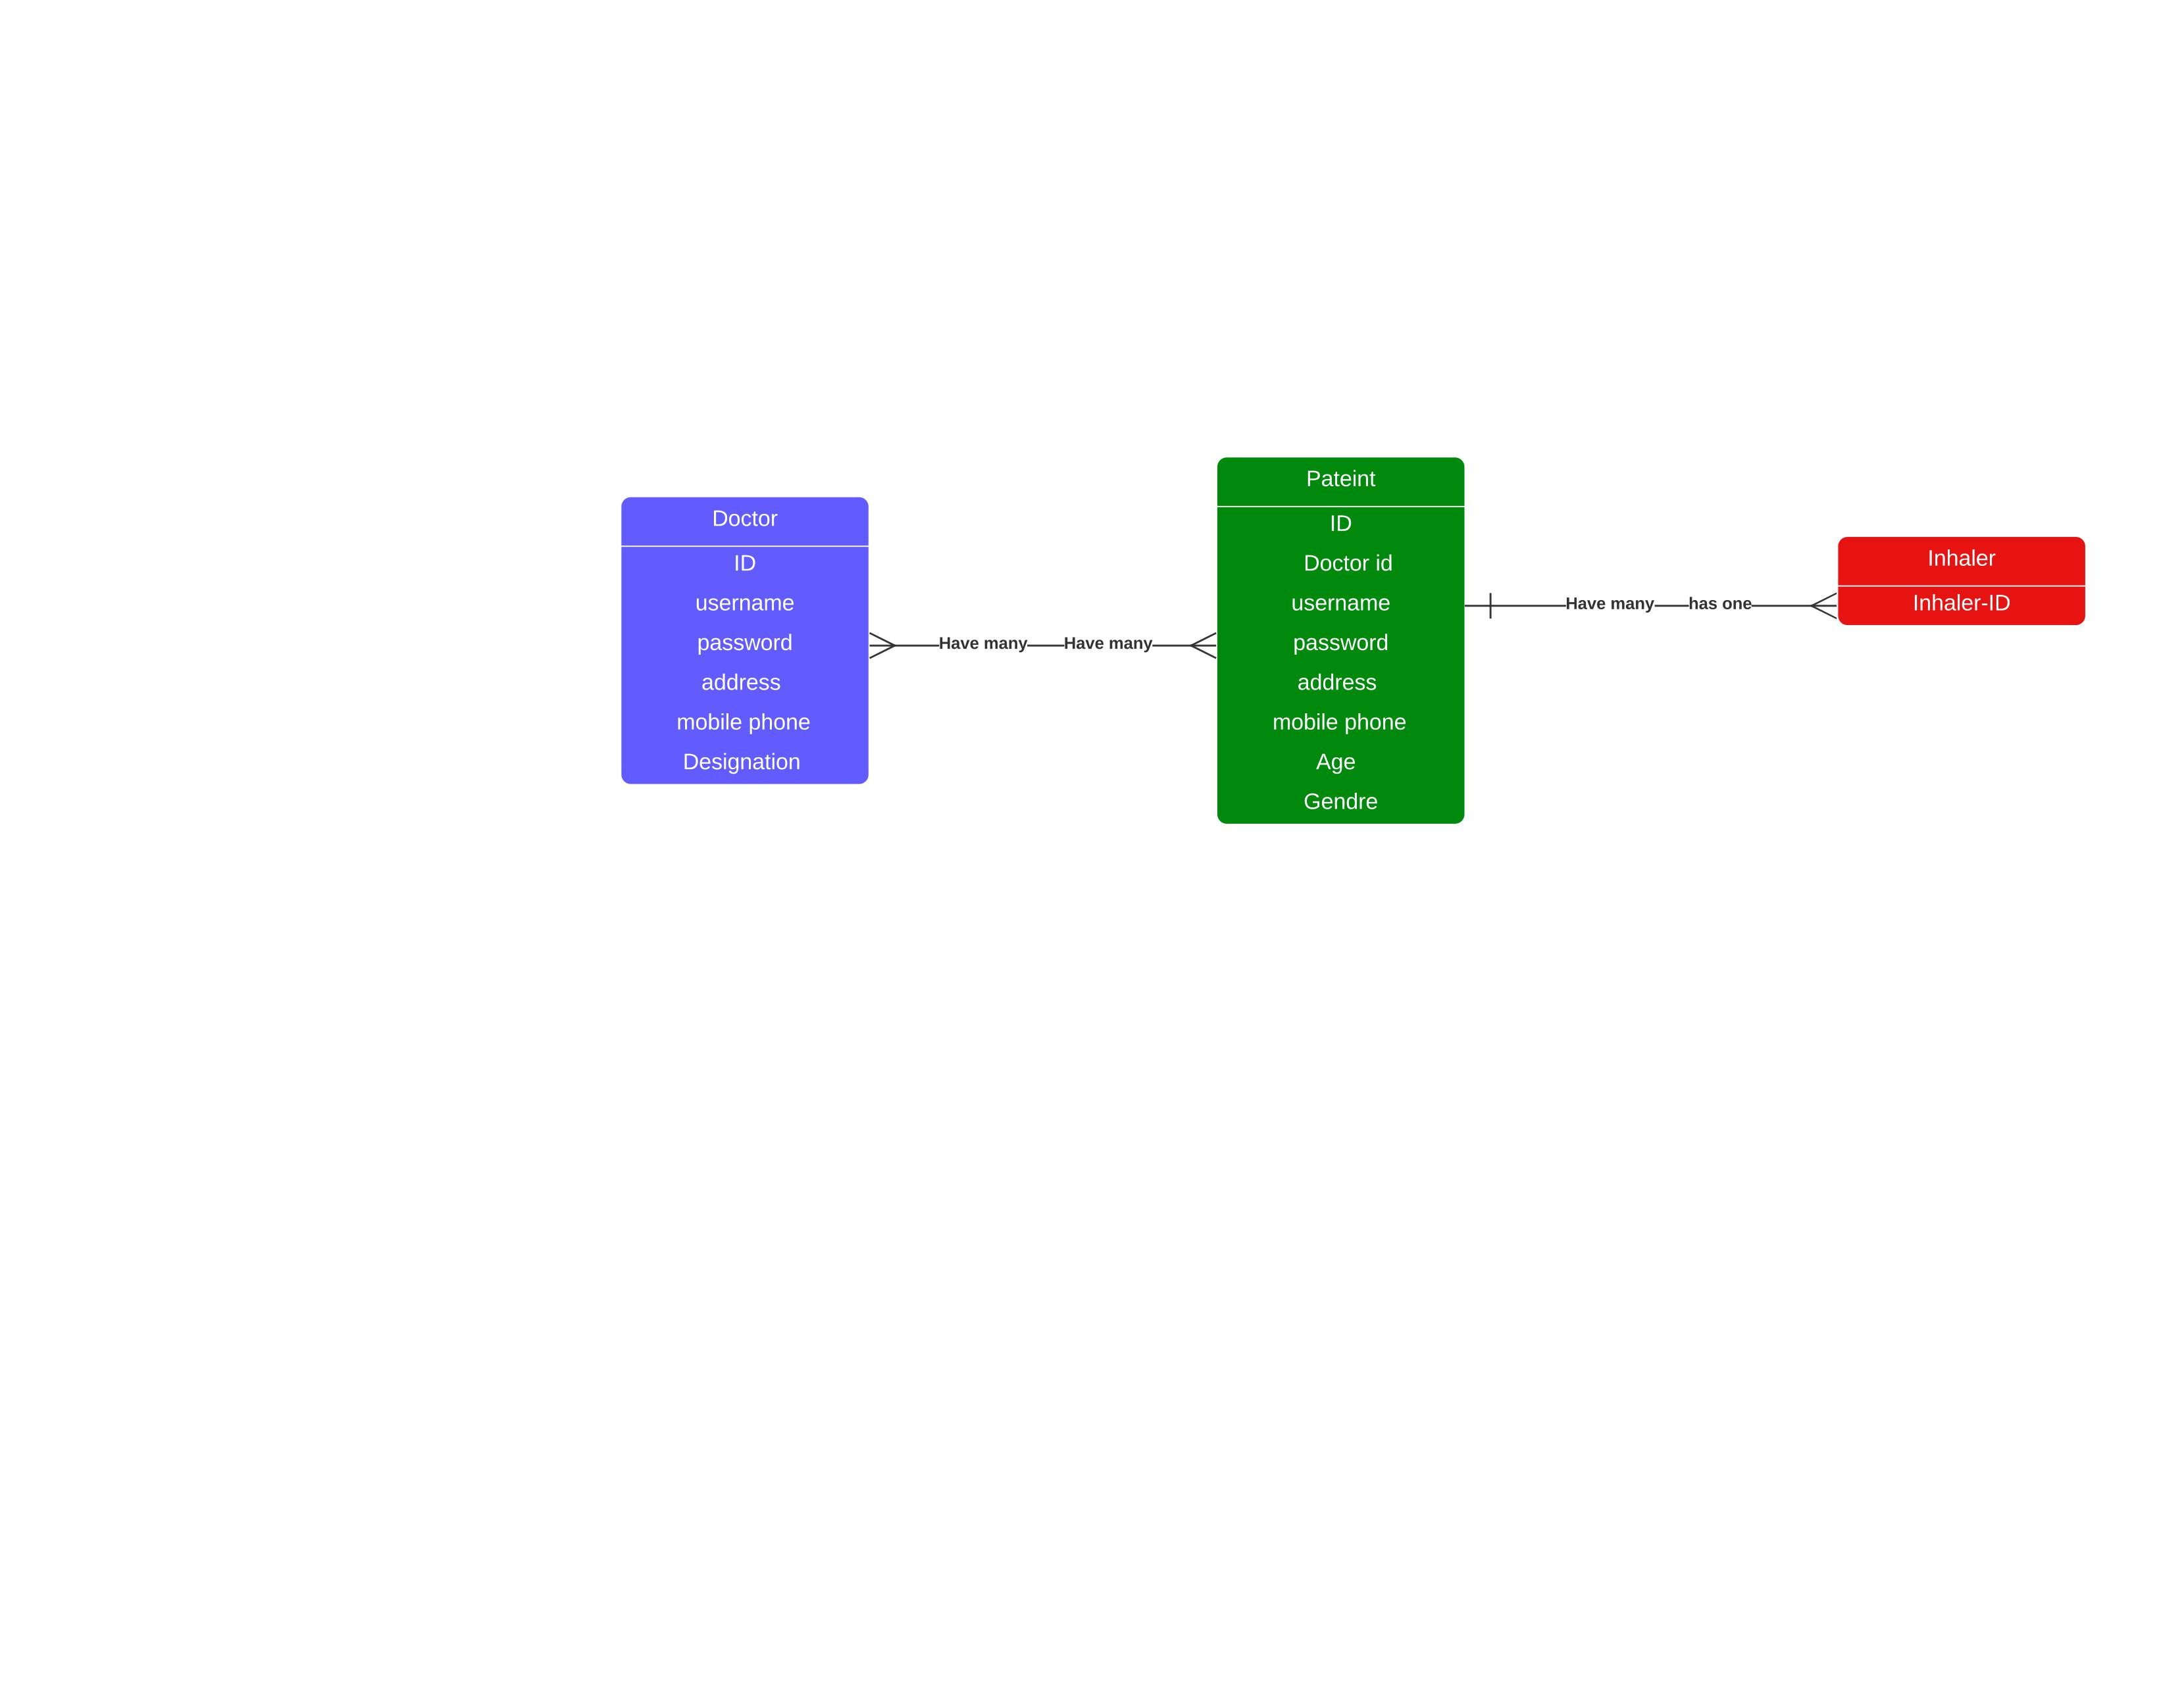 Doctor
ID
username
password
address
mobile phone
Designation
Have many
Have many
Pateint
ID
Doctor id
username
password
address
mobile phone
Age
Gendre
Have many
has one
Inhaler
Inhaler-ID